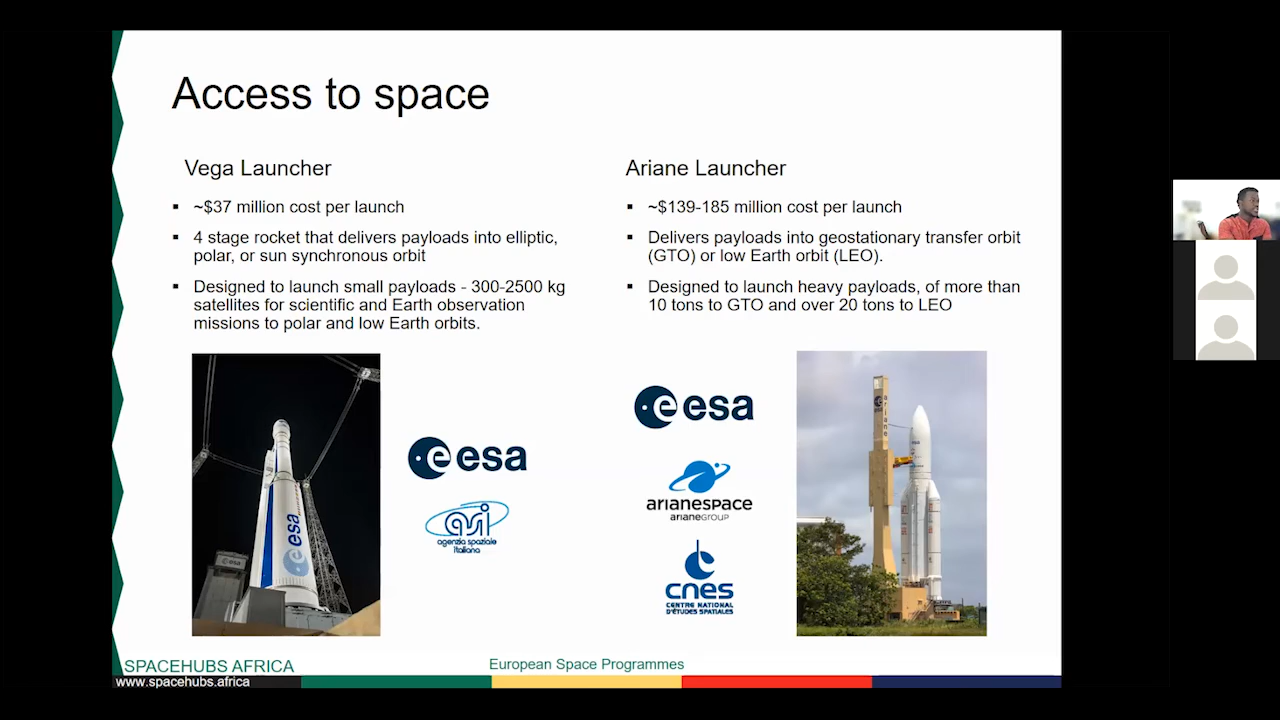 Access to space
Vega Launcher
~$37 million cost per launch
4 stage rocket that delivers payloads into elliptic,
polar, or sun synchronous orbit
Designed to launch small payloads - 300-2500 kg
satellites for scientific and Earth observation
missions to polar and low Earth orbits.
Ariane Launcher
~$139-185 million cost per launch
Delivers payloads into geostationary transfer orbit
(GTO) or low Earth orbit (LEO).
Designed to launch heavy payloads, of more than
10 tons to GTO and over 20 tons to LEO
esa
esa
esa
asi
agenzia spaziale
italiana
esa
arianespace
arianeGROUP
cnes
CENTRE NATIONAL
D'ÉTUDES SPATIALES
ariane
SPACEHUBS AFRICA
European Space Programmes
www.spacehubs.africa